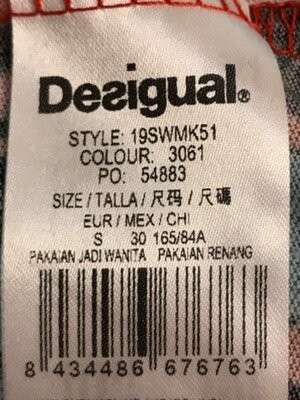 Desigual®
STYLE: 19SWMK51
COLOUR: 3061
PO: 54883
SIZE / TALLA / 尺码 / 尺碼
EUR / MEX / CHI
S 30 165/84A
PAKAIAN JADI WANITA PAKAIAN RENANG
8 434486 676763